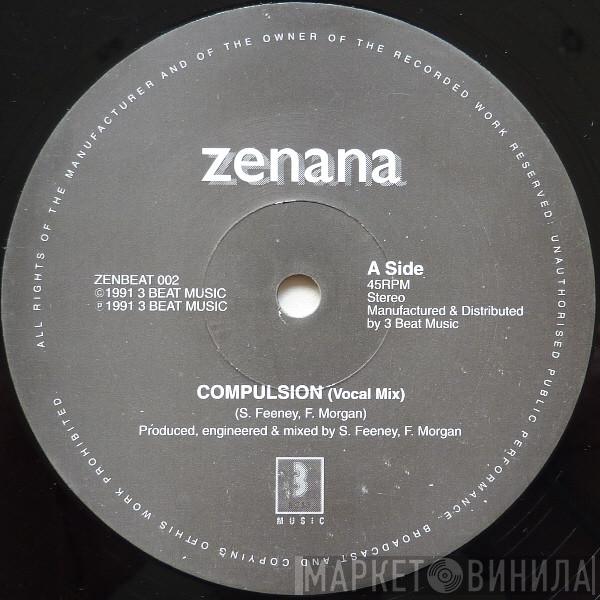 ALL RIGHTS OF THE MANUFACTURER AND OF THE OWNER OF THE RECORDED WORK RESERVED: UNAUTHORISED PUBLIC PERFORMANCE, BROADCAST AND COPYING OFTHIS WORK PROHIBITED
zenana
ZENBEAT 002
©1991 3 BEAT MUSIC
℗ 1991 3 BEAT MUSIC
A Side
45RPM
Stereo
Manufactured & Distributed
by 3 Beat Music
COMPULSION (Vocal Mix)
(S. Feeney, F. Morgan)
Produced, engineered & mixed by S. Feeney, F. Morgan
3
MUSIC
МАРКЕТ ВИНИЛА